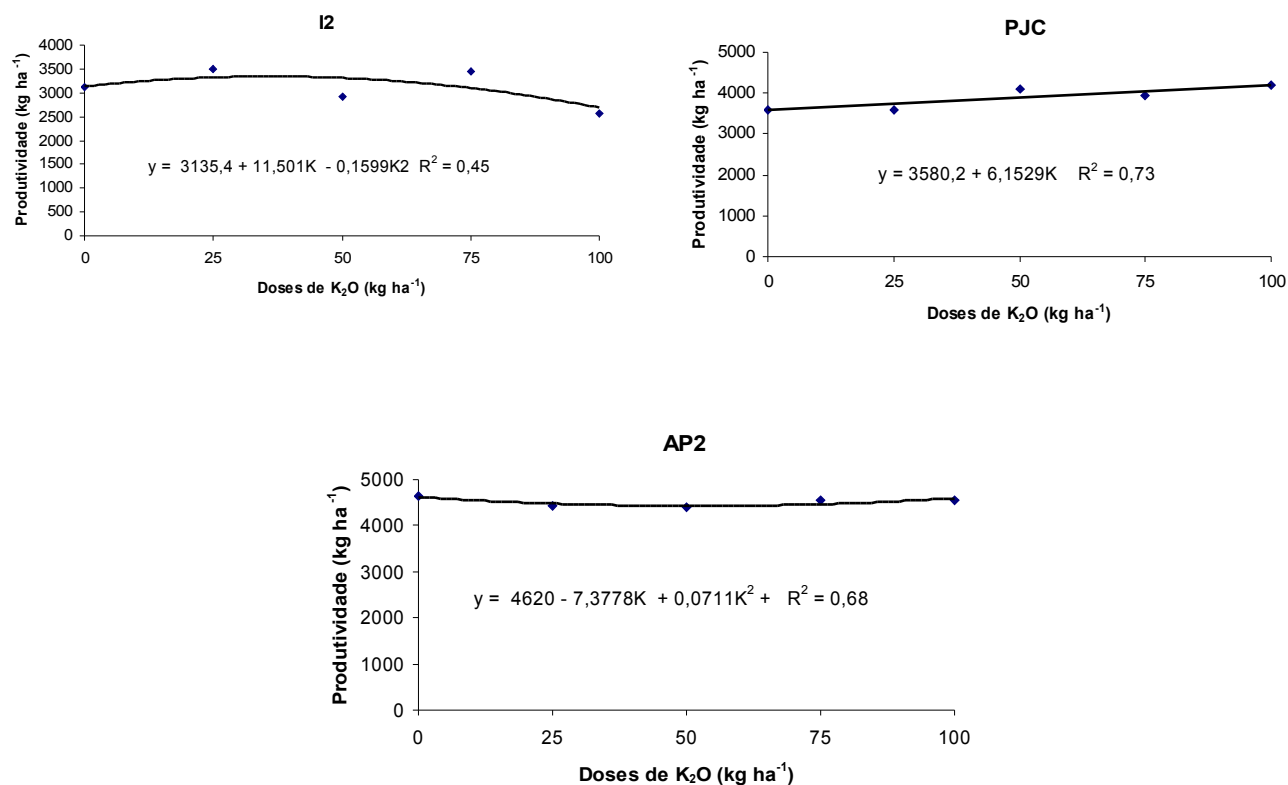 I2
4000
3500
3000
2500
2000
1500
1000
500
0
Produtividade (kg ha⁻¹)
y = 3135,4 + 11,501K - 0,1599K2 R² = 0,45
0 25 50 75 100
Doses de K₂O (kg ha⁻¹)
PJC
5000
4000
3000
2000
1000
0
Produtividade (kg ha⁻¹)
y = 3580,2 + 6,1529K R² = 0,73
0 25 50 75 100
Doses de K₂O (kg ha⁻¹)
AP2
5000
4000
3000
2000
1000
0
Produtividade (kg ha⁻¹)
y = 4620 - 7,3778K + 0,0711K² + R² = 0,68
0 25 50 75 100
Doses de K₂O (kg ha⁻¹)